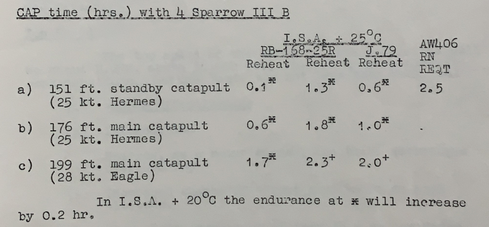 CAP time (hrs.) with 4 Sparrow III B
I.S.A. + 25°C
RB-168-25R J.79 AW406 RN REQT
Reheat Reheat Reheat
a) 151 ft. standby catapult 0.1* 1.3* 0.6* 2.5
(25 kt. Hermes)
b) 176 ft. main catapult 0.6* 1.8* 1.0* .
(25 kt. Hermes)
c) 199 ft. main catapult 1.7* 2.3+ 2.0+
(28 kt. Eagle)
In I.S.A. + 20°C the endurance at * will increase
by 0.2 hr.